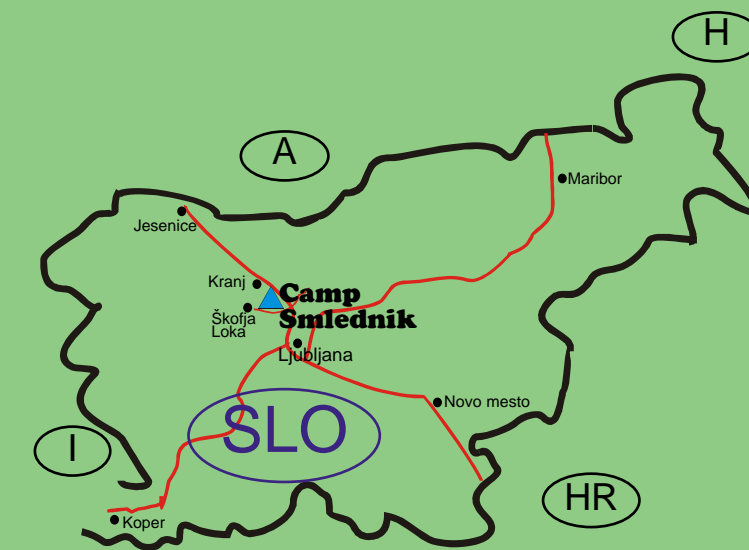 H
A
Maribor
Jesenice
Kranj
Camp
Smlednik
Škofja
Loka
Ljubljana
Novo mesto
SLO
I
HR
Koper